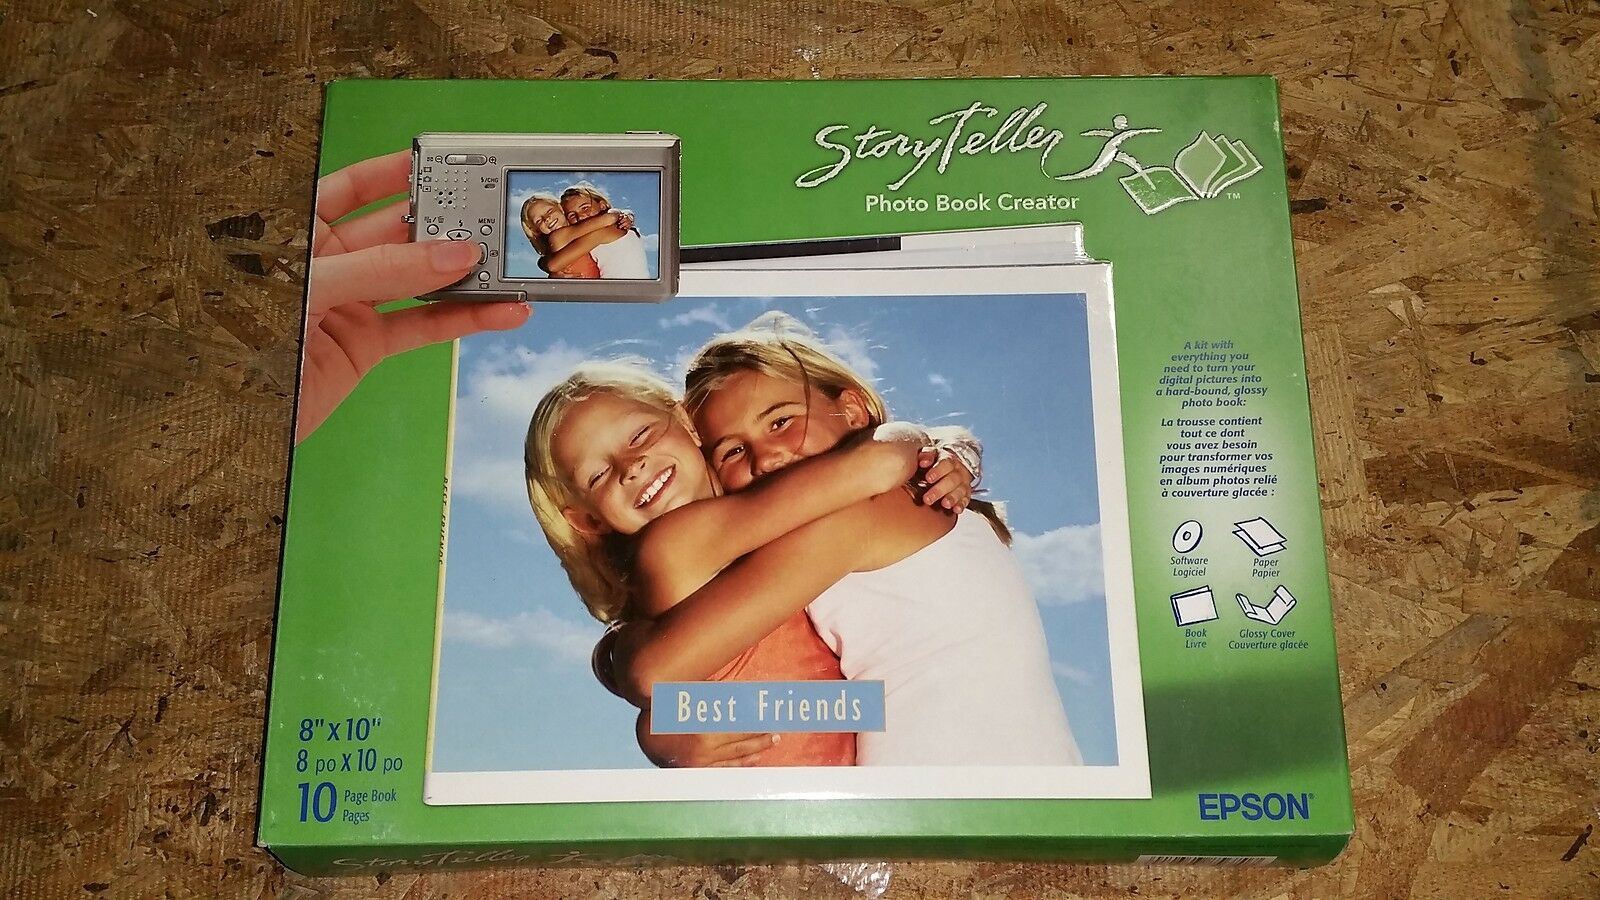 StoryTeller
Photo Book Creator
TM
$/CHG
MENU
A kit with
everything you
need to turn your
digital pictures into
a hard-bound, glossy
photo book:
La trousse contient
tout ce dont
vous avez besoin
pour transformer vos
images numériques
en album photos relié
à couverture glacée :
Software
Logiciel
Paper
Papier
Book
Livre
Glossy Cover
Couverture glacée
BEST FRIENDS
Best Friends
8" x 10"
8 po x 10 po
10 Page Book
Pages
EPSON®
StoryTeller